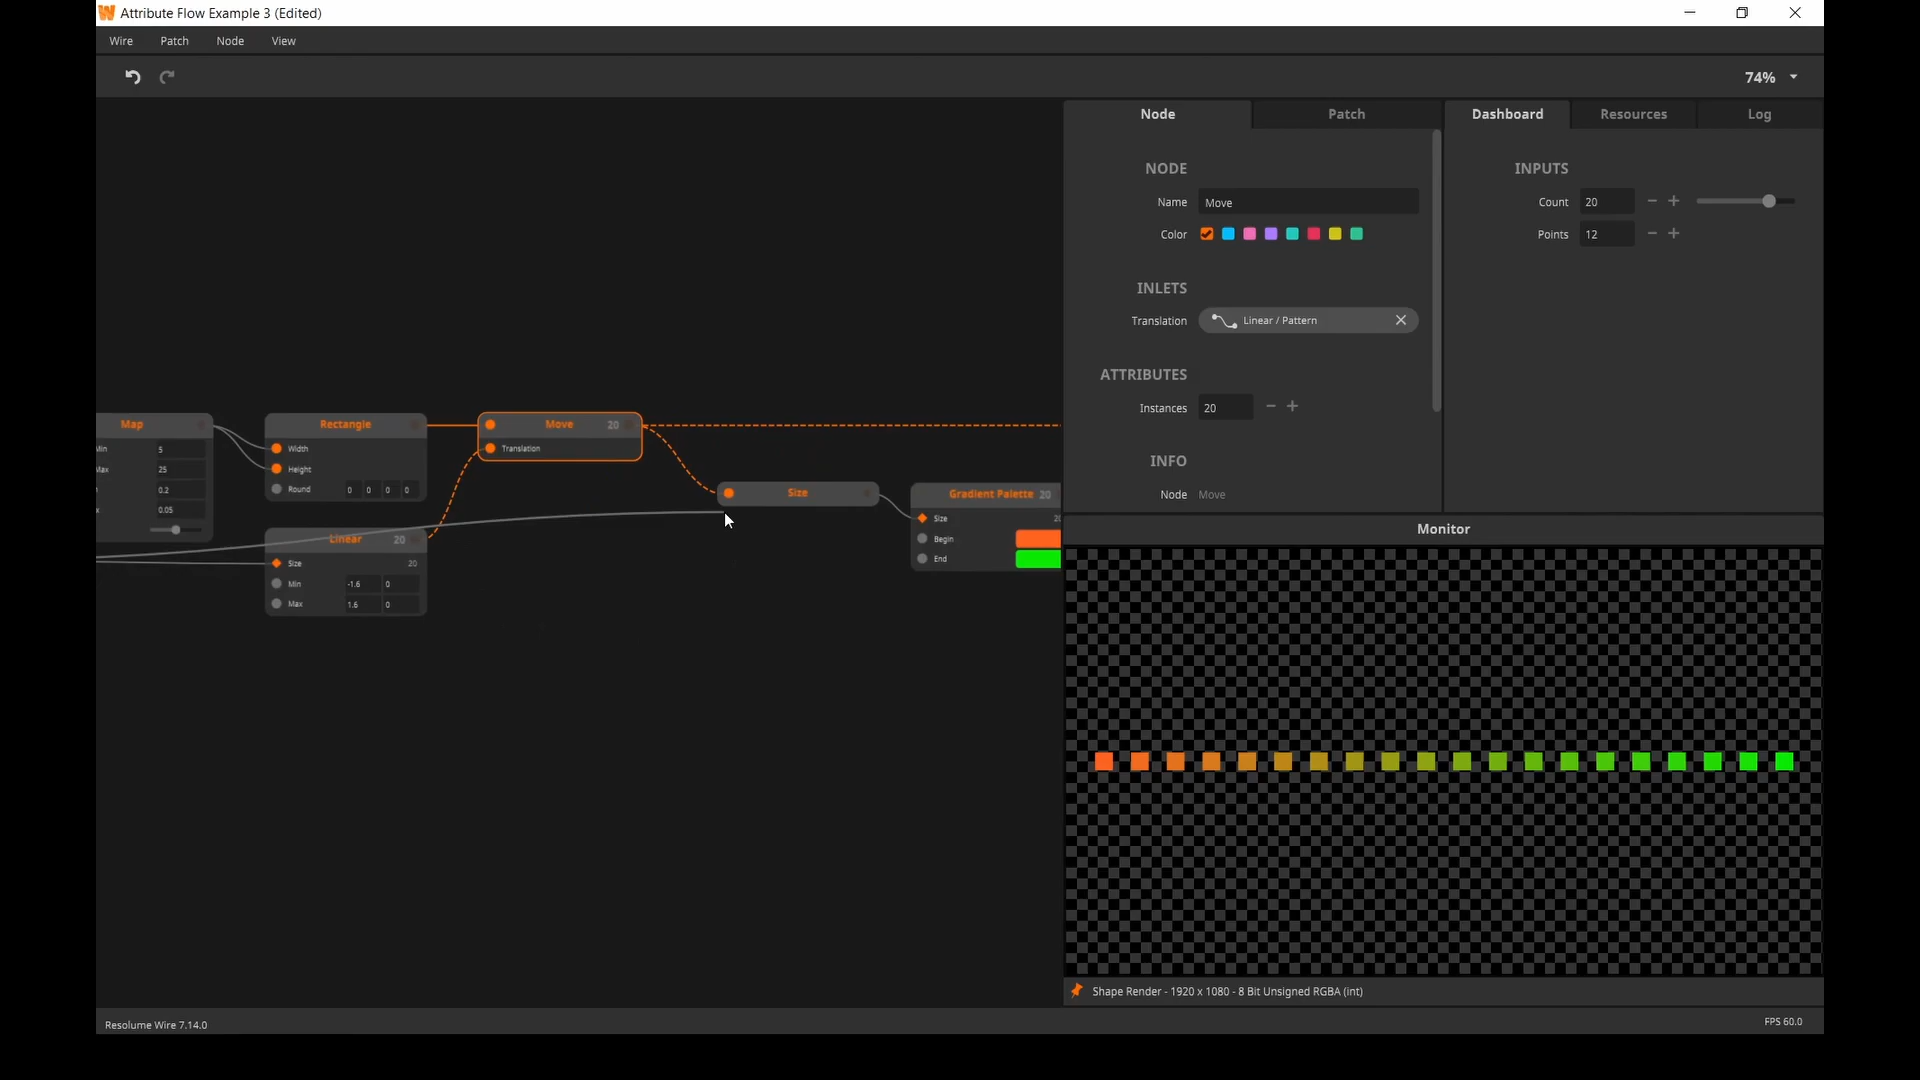 Attribute Flow Example 3 (Edited)
Wire Patch Node View
74%
Node Patch Dashboard Resources Log
NODE
Name Move
Color
INLETS
Translation Linear / Pattern
ATTRIBUTES
Instances 20
INFO
Node Move
INPUTS
Count 20
Points 12
Map
Min 5
Max 25
0.2
0.05
Rectangle
Width
Height
Round 0 0 0 0
Move 20
Translation
Linear 20
Size 20
Min -1.6 0
Max 1.6 0
Size
Gradient Palette 20
Size
Begin
End
Monitor
Shape Render - 1920 x 1080 - 8 Bit Unsigned RGBA (int)
Resolume Wire 7.14.0
FPS 60.0